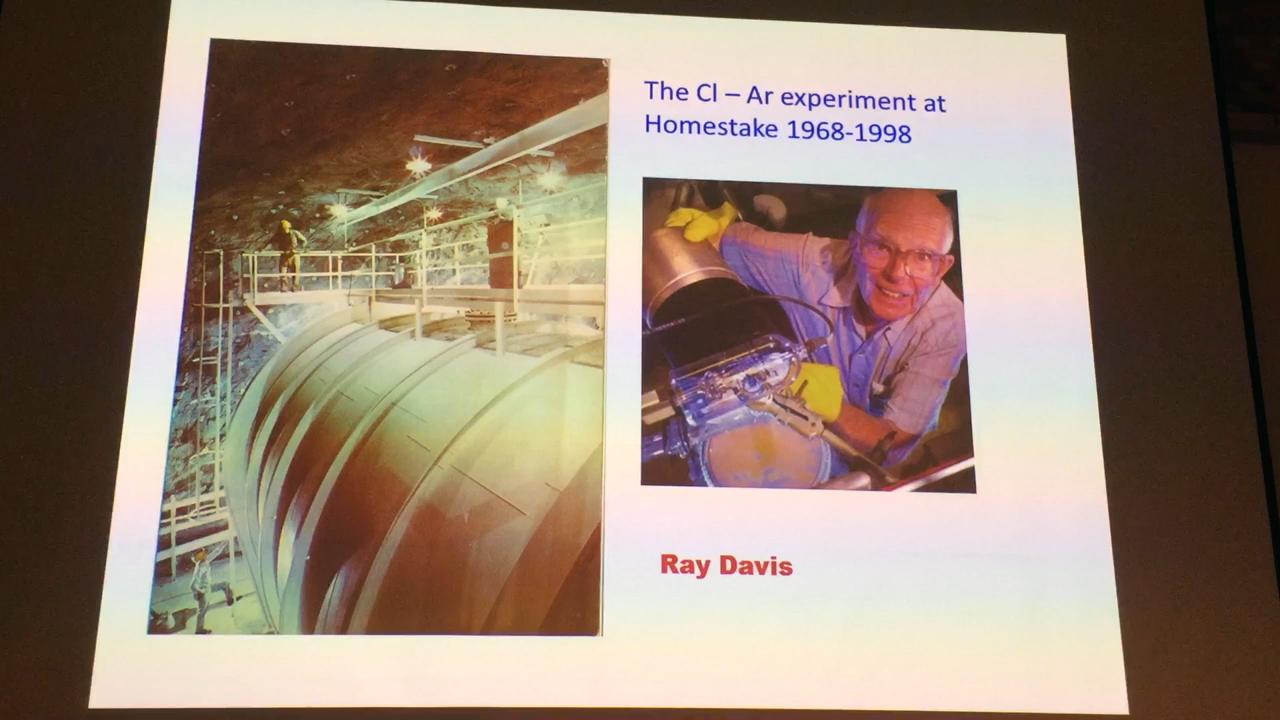 The Cl – Ar experiment at
Homestake 1968-1998
Ray Davis